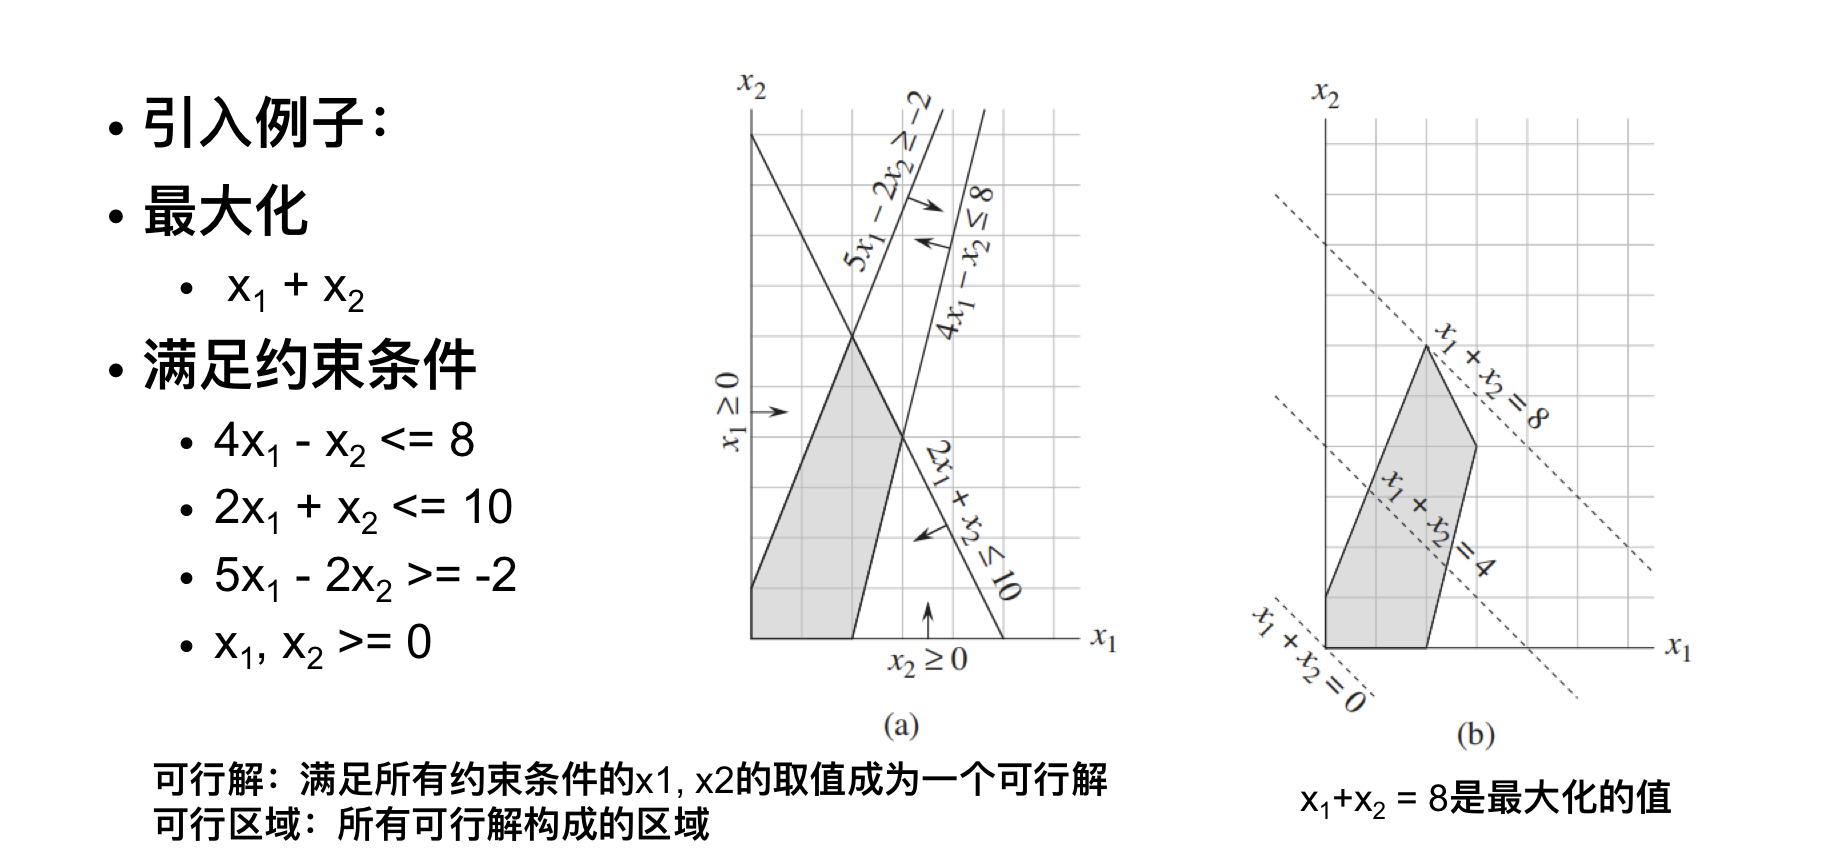 引入例子：
最大化
x₁ + x₂
满足约束条件
4x₁ - x₂ <= 8
2x₁ + x₂ <= 10
5x₁ - 2x₂ >= -2
x₁, x₂ >= 0
x₂
5x₁ − 2x₂ ≥ −2
4x₁ − x₂ ≤ 8
x₁ ≥ 0
2x₁ + x₂ ≤ 10
x₁
x₂ ≥ 0
(a)
x₂
x₁ + x₂ = 8
x₁ + x₂ = 4
x₁ + x₂ = 0
x₁
(b)
可行解：满足所有约束条件的x1, x2的取值成为一个可行解
可行区域：所有可行解构成的区域
x₁+x₂ = 8是最大化的值